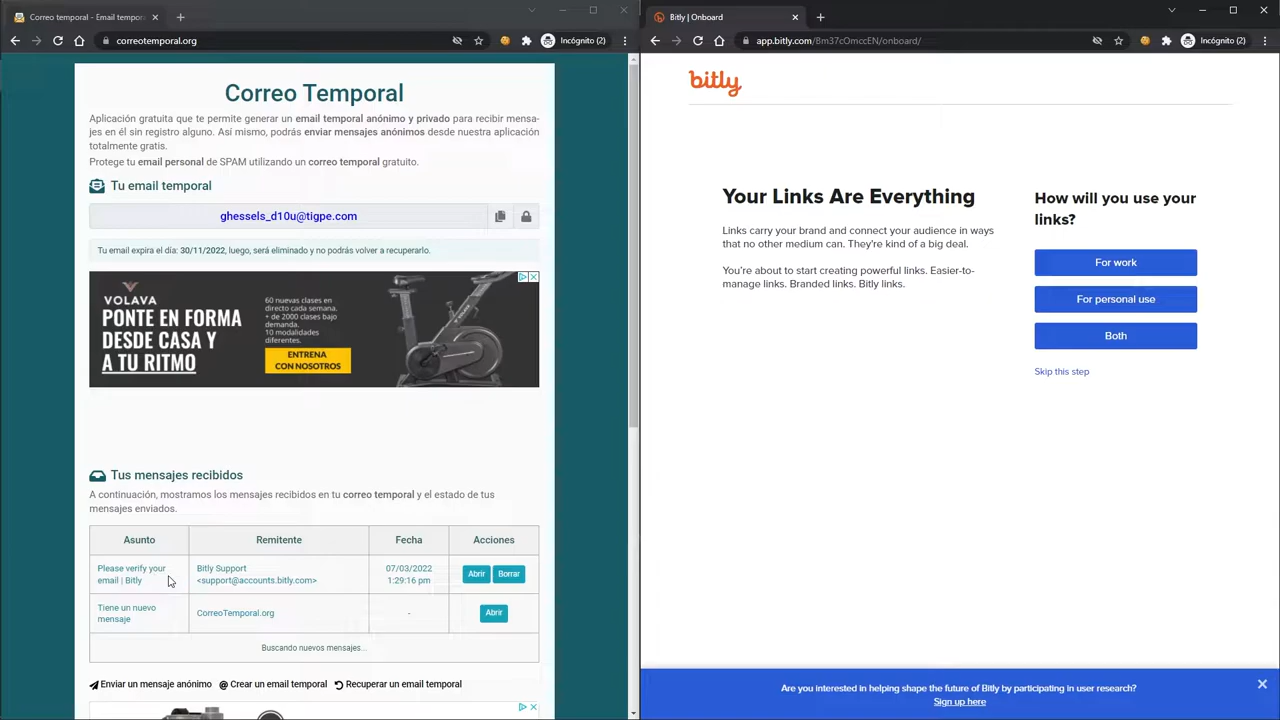 Correo temporal - Email tempora
correotemporal.org
Incógnito (2)
Correo Temporal
Aplicación gratuita que te permite generar un email temporal anónimo y privado para recibir mensa-
jes en él sin registro alguno. Así mismo, podrás enviar mensajes anónimos desde nuestra aplicación
totalmente gratis.
Protege tu email personal de SPAM utilizando un correo temporal gratuito.
Tu email temporal
ghessels_d10u@tigpe.com
Tu email expira el día: 30/11/2022, luego, será eliminado y no podrás volver a recuperarlo.
VOLAVA
PONTE EN FORMA
DESDE CASA Y
A TU RITMO
60 nuevas clases en
directo cada semana.
+ de 2000 clases bajo
demanda.
10 modalidades
diferentes.
ENTRENA
CON NOSOTROS
Tus mensajes recibidos
A continuación, mostramos los mensajes recibidos en tu correo temporal y el estado de tus
mensajes enviados.
Asunto Remitente Fecha Acciones
Please verify your
email | Bitly
Bitly Support
<support@accounts.bitly.com>
07/03/2022
1:29:16 pm
Abrir Borrar
Tiene un nuevo
mensaje
CorreoTemporal.org
-
Abrir
Buscando nuevos mensajes...
Enviar un mensaje anónimo @ Crear un email temporal Recuperar un email temporal
Bitly | Onboard
app.bitly.com/Bm37cOmccEN/onboard/
Incógnito (2)
bitly
Your Links Are Everything
Links carry your brand and connect your audience in ways
that no other medium can. They're kind of a big deal.
You're about to start creating powerful links. Easier-to-
manage links. Branded links. Bitly links.
How will you use your
links?
For work
For personal use
Both
Skip this step
Are you interested in helping shape the future of Bitly by participating in user research?
Sign up here